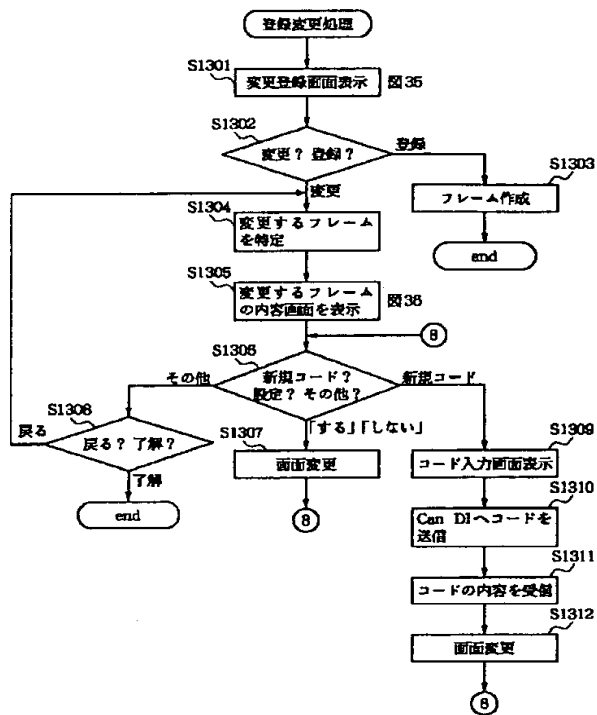 登録変更処理
S1301
変更登録画面表示
図35
S1302
変更？登録？
登録
変更
S1303
フレーム作成
end
S1304
変更するフレーム
を特定
S1305
変更するフレーム
の内容画面を表示
図36
8
S1306
新規コード？
設定？その他？
その他
新規コード
「する」「しない」
S1308
戻る？了解？
戻る
了解
end
S1307
画面変更
8
S1309
コード入力画面表示
S1310
Can DIへコードを
送信
S1311
コードの内容を受信
S1312
画面変更
8